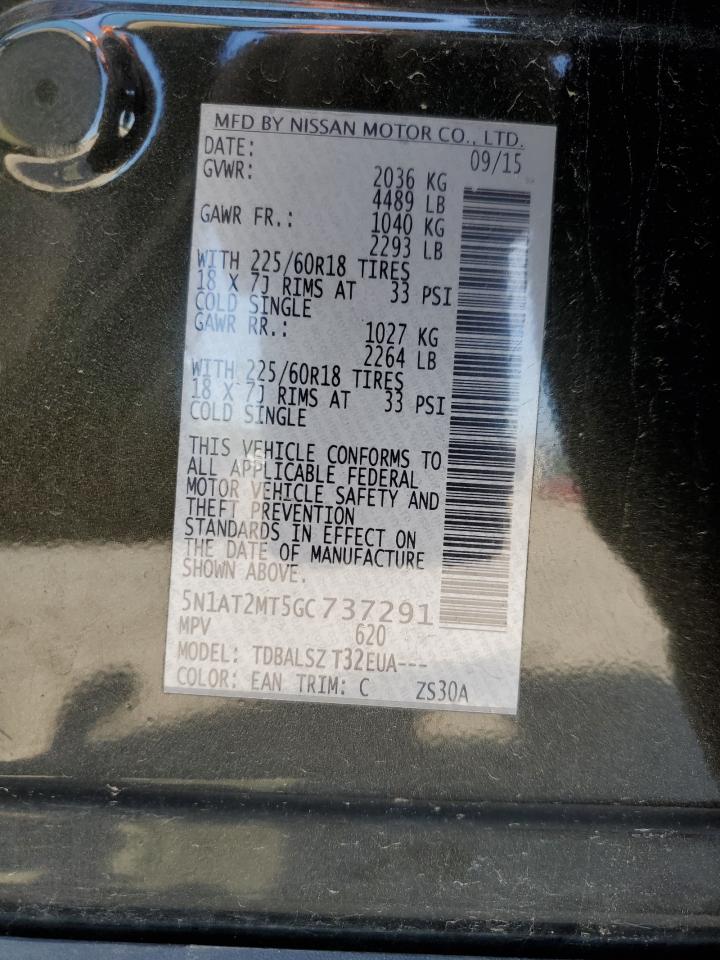 MFD BY NISSAN MOTOR CO., LTD.
DATE: 09/15
GVWR: 2036 KG
4489 LB
GAWR FR.: 1040 KG
2293 LB
WITH 225/60R18 TIRES
18 X 7J RIMS AT 33 PSI
COLD SINGLE
GAWR RR.: 1027 KG
2264 LB
WITH 225/60R18 TIRES
18 X 7J RIMS AT 33 PSI
COLD SINGLE
THIS VEHICLE CONFORMS TO
ALL APPLICABLE FEDERAL
MOTOR VEHICLE SAFETY AND
THEFT PREVENTION
STANDARDS IN EFFECT ON
THE DATE OF MANUFACTURE
SHOWN ABOVE.
5N1AT2MT5GC737291
MPV 620
MODEL: TDBALSZ T32EUA---
COLOR: EAN TRIM: C ZS30A